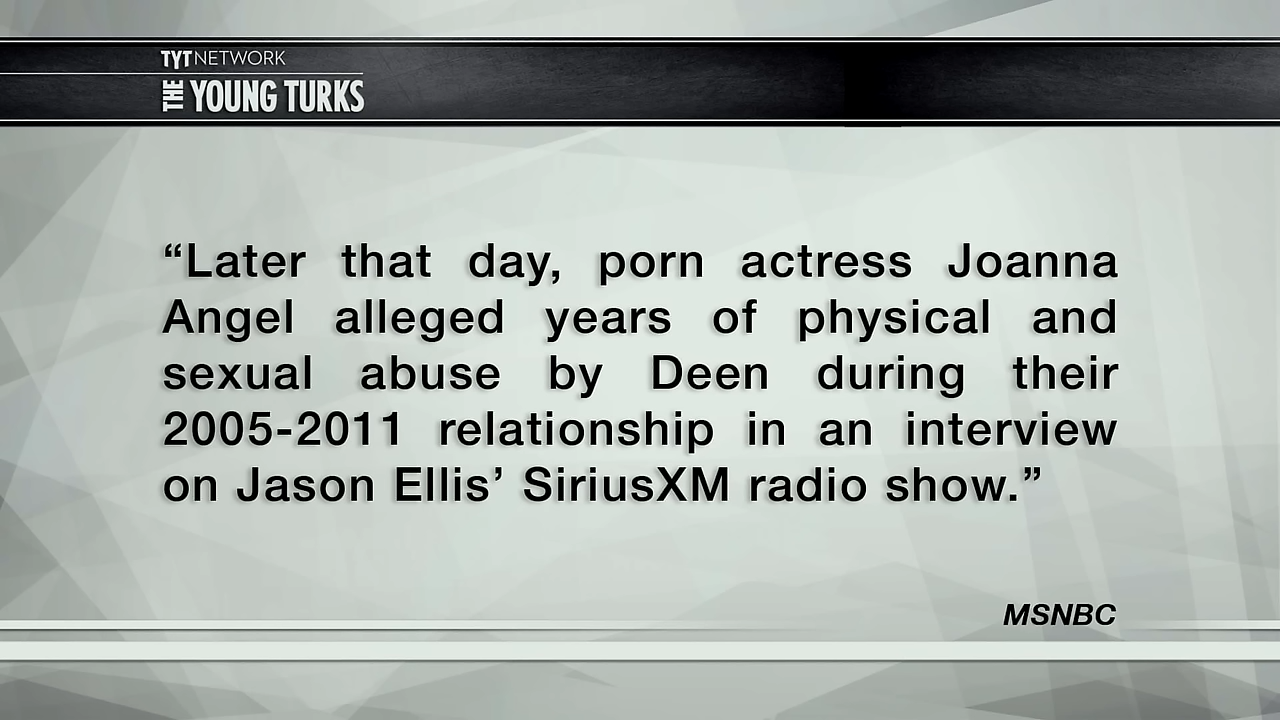 TYT NETWORK
THE YOUNG TURKS
“Later that day, porn actress Joanna
Angel alleged years of physical and
sexual abuse by Deen during their
2005-2011 relationship in an interview
on Jason Ellis’ SiriusXM radio show.”
MSNBC